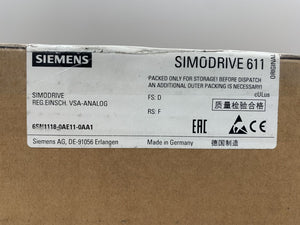 SIEMENS
SIMODRIVE 611
ORIGINAL
PACKED ONLY FOR STORAGE! BEFORE DISPATCH
AN ADDITIONAL OUTER PACKING IS NECESSARY!
cULus
SIMODRIVE
REG.EINSCH. VSA-ANALOG
FS: D
RS: F
质量检验合格
6SN1118-0AE11-0AA1
EAC
Siemens AG, DE-91056 Erlangen
Made in Germany
德国制造